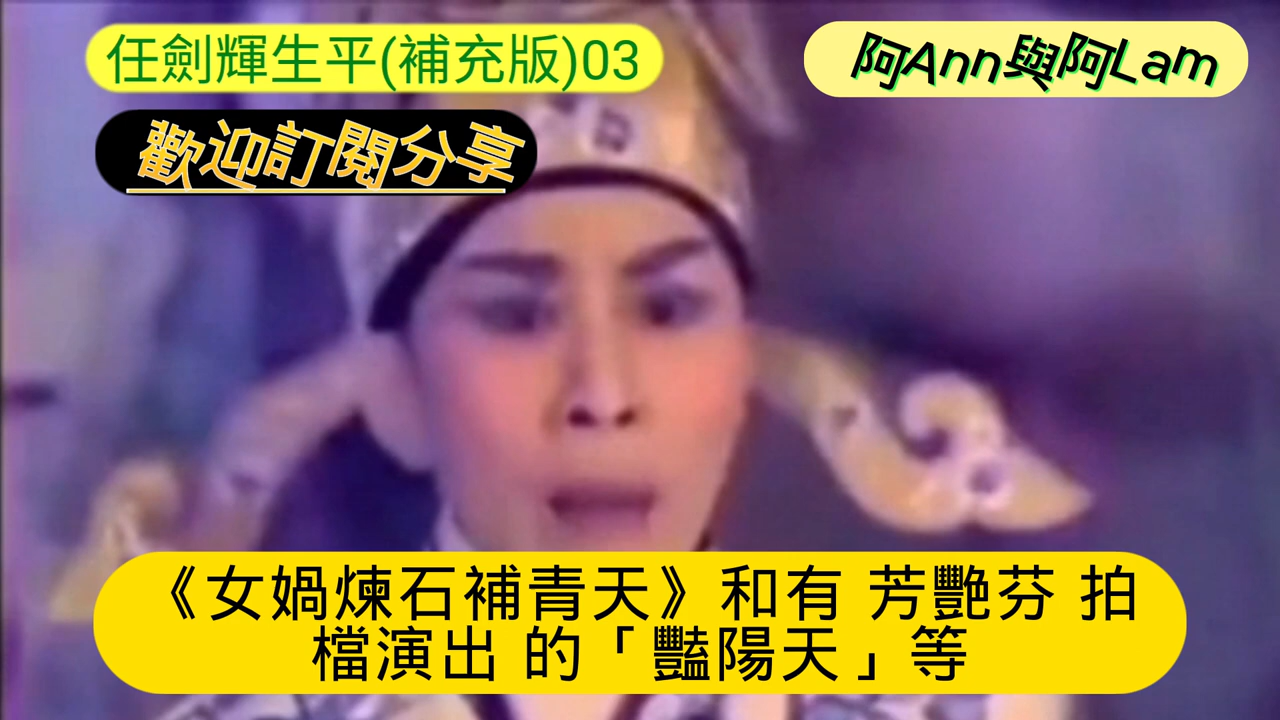 任劍輝生平(補充版)03
阿Ann與阿Lam
歡迎訂閱分享
《女媧煉石補青天》和有 芳艷芬 拍
檔演出 的「豔陽天」等